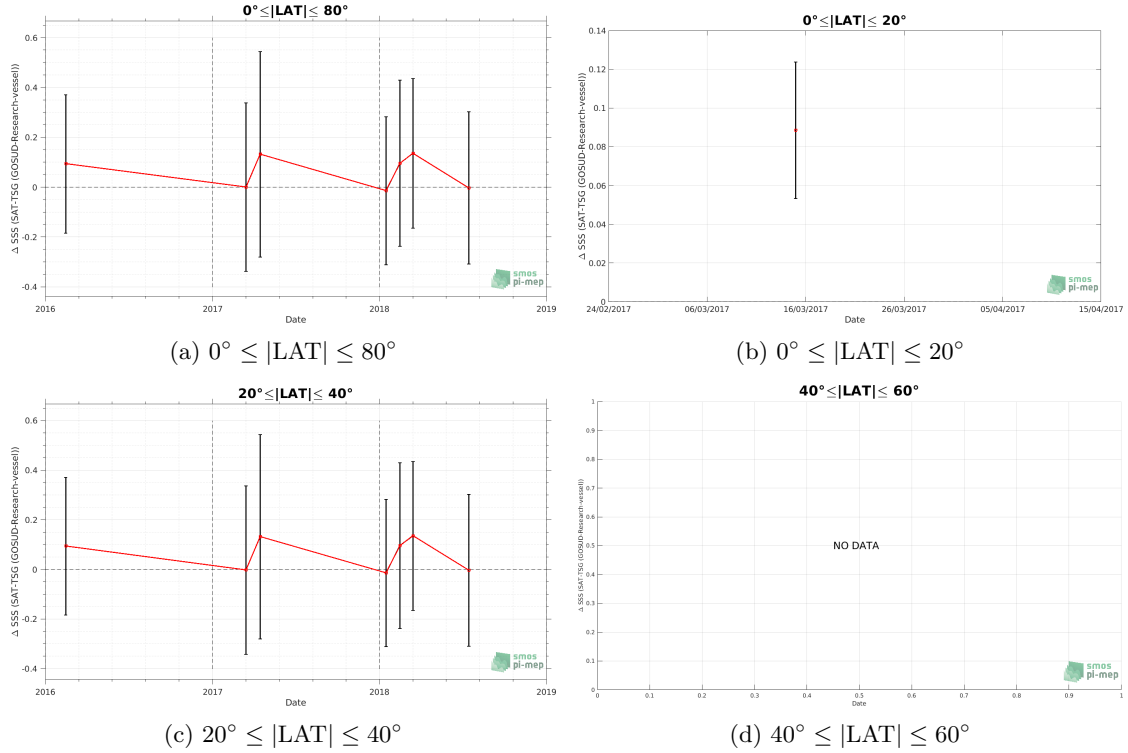 0°≤|LAT|≤ 80°
0.6
0.4
0.2
0
-0.2
-0.4
Δ SSS (SAT-TSG (GOSUD-Research-vessel))
2016
2017
2018
2019
Date
smos
pi-mep
(a) 0° ≤ |LAT| ≤ 80°
0°≤|LAT|≤ 20°
0.14
0.12
0.1
0.08
0.06
0.04
0.02
0
Δ SSS (SAT-TSG (GOSUD-Research-vessel))
24/02/2017
06/03/2017
16/03/2017
26/03/2017
05/04/2017
15/04/2017
Date
smos
pi-mep
(b) 0° ≤ |LAT| ≤ 20°
20°≤|LAT|≤ 40°
0.6
0.4
0.2
0
-0.2
-0.4
Δ SSS (SAT-TSG (GOSUD-Research-vessel))
2016
2017
2018
2019
Date
smos
pi-mep
(c) 20° ≤ |LAT| ≤ 40°
40°≤|LAT|≤ 60°
1
0.9
0.8
0.7
0.6
0.5
0.4
0.3
0.2
0.1
0
Δ SSS (SAT-TSG (GOSUD-Research-vessel))
NO DATA
0
0.1
0.2
0.3
0.4
0.5
0.6
0.7
0.8
0.9
1
Date
smos
pi-mep
(d) 40° ≤ |LAT| ≤ 60°